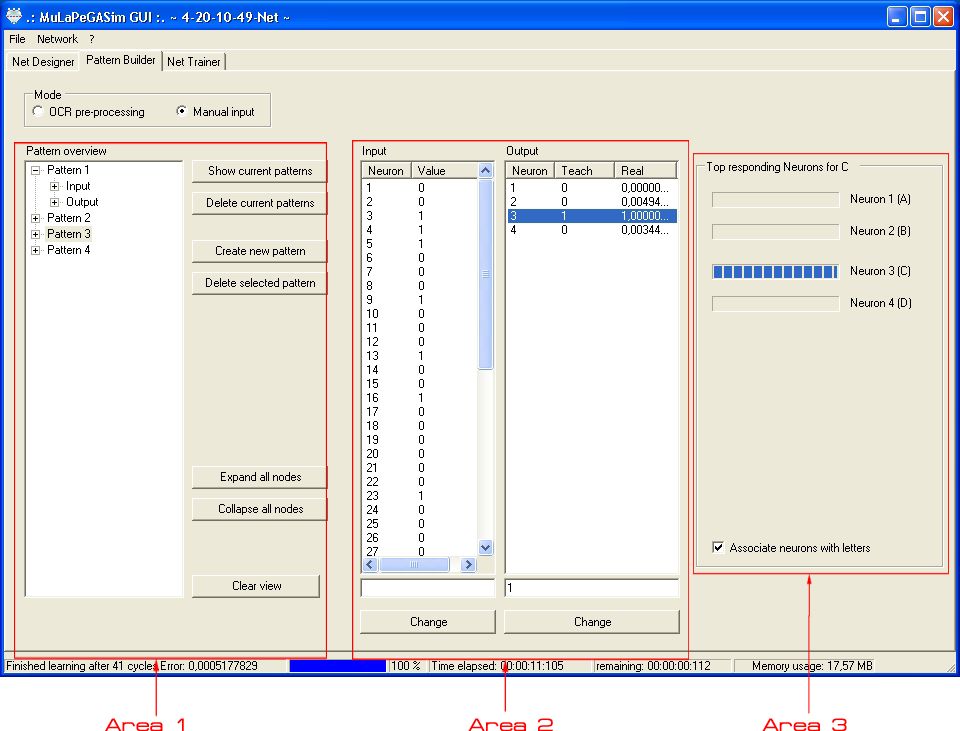 .: MuLaPeGASim GUI :. ~ 4-20-10-49-Net ~
File Network ?
Net Designer Pattern Builder Net Trainer
Mode
OCR pre-processing Manual input
Pattern overview
Pattern 1
Input
Output
Pattern 2
Pattern 3
Pattern 4
Show current patterns
Delete current patterns
Create new pattern
Delete selected pattern
Expand all nodes
Collapse all nodes
Clear view
Input
Neuron Value
1 0
2 0
3 1
4 1
5 1
6 0
7 0
8 0
9 1
10 0
11 0
12 0
13 1
14 0
15 0
16 1
17 0
18 0
19 0
20 0
21 0
22 0
23 1
24 0
25 0
26 0
27 0
Change
Output
Neuron Teach Real
1 0 0,00000...
2 0 0,00494...
3 1 1,00000...
4 0 0,00344...
1
Change
Top responding Neurons for C
Neuron 1 (A)
Neuron 2 (B)
Neuron 3 (C)
Neuron 4 (D)
Associate neurons with letters
Finished learning after 41 cycles Error: 0,0005177829 100 % Time elapsed: 00:00:11:105 remaining: 00:00:00:112 Memory usage: 17,57 MB
Area 1 Area 2 Area 3